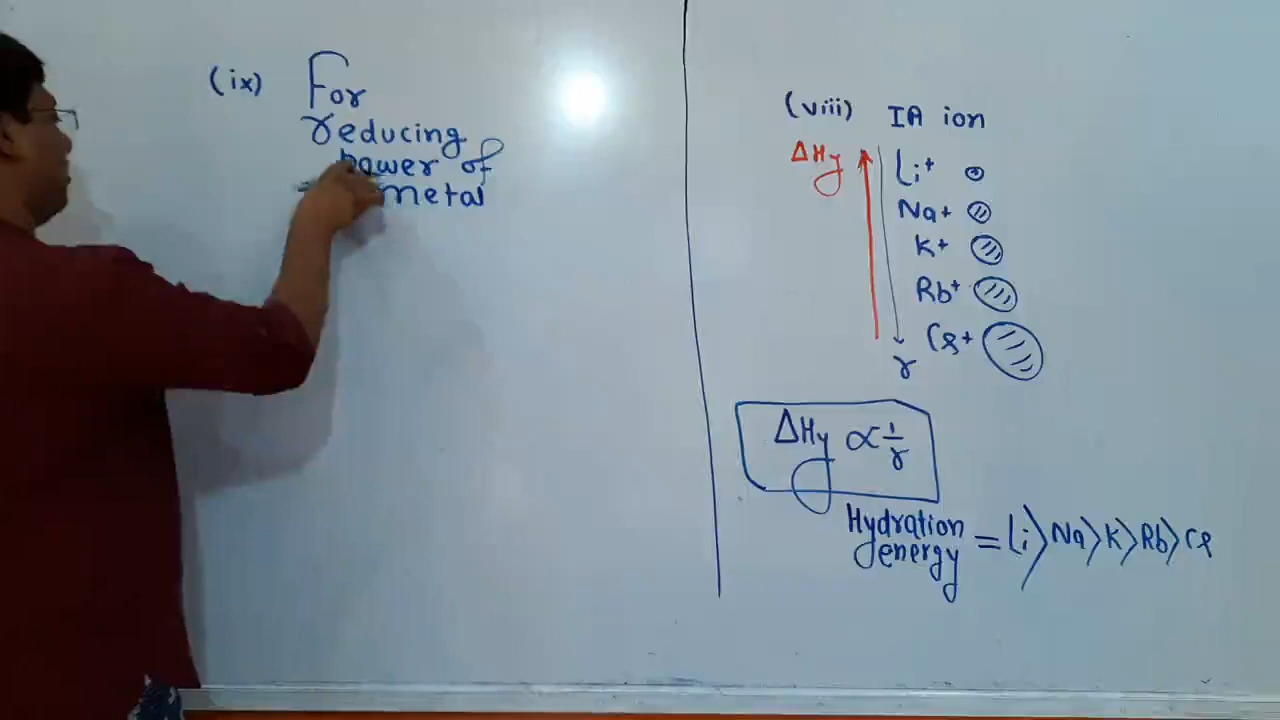 (ix) For
reducing
power of
metal
(viii) IA ion
ΔHy
Li+
Na+
K+
Rb+
Cs+
r
ΔHy ∝ 1/r
Hydration
energy = Li > Na > K > Rb > Cs